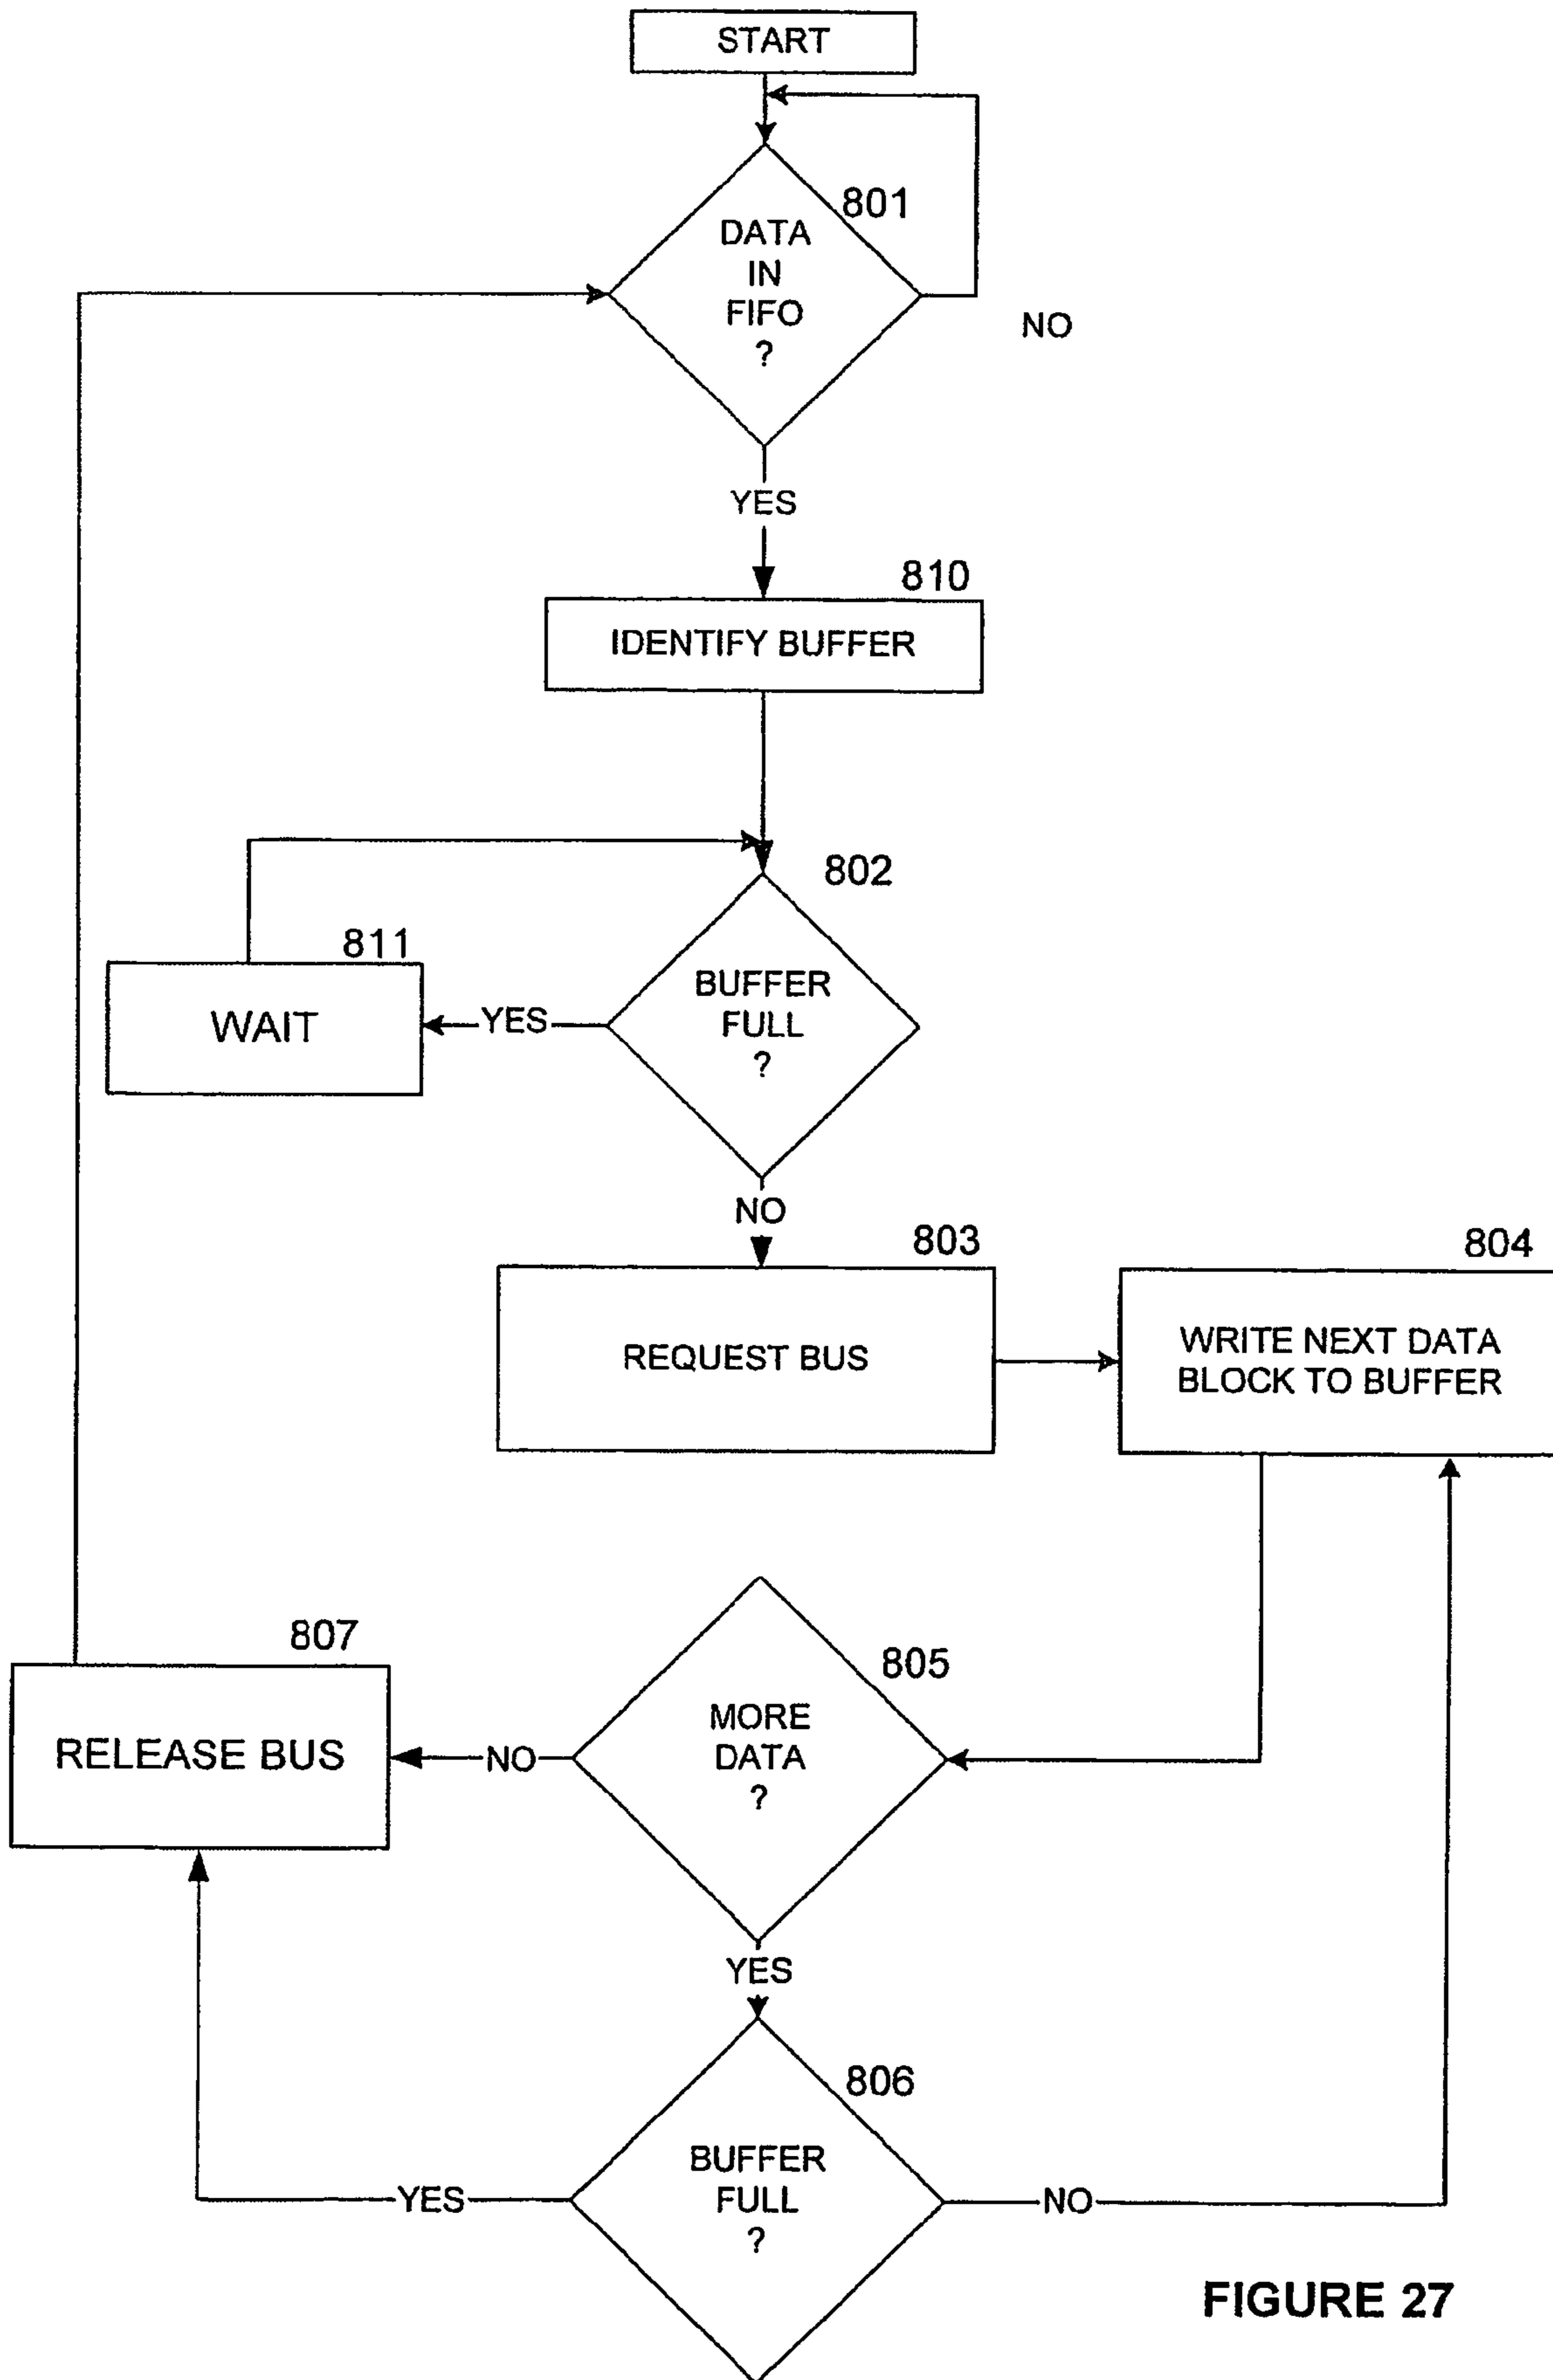 START
801
DATA
IN
FIFO
?
NO
YES
810
IDENTIFY BUFFER
802
811
BUFFER
FULL
?
YES
WAIT
NO
803
804
REQUEST BUS
WRITE NEXT DATA
BLOCK TO BUFFER
807
805
MORE
DATA
?
NO
RELEASE BUS
YES
806
BUFFER
FULL
?
YES
NO
FIGURE 27